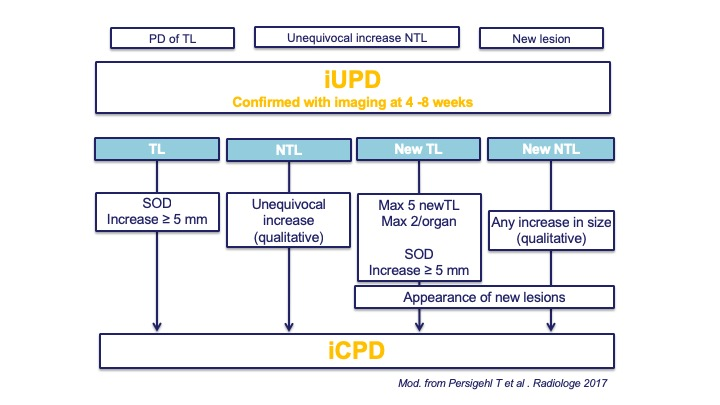 PD of TL
Unequivocal increase NTL
New lesion
iUPD
Confirmed with imaging at 4 -8 weeks
TL
NTL
New TL
New NTL
SOD
Increase ≥ 5 mm
Unequivocal
increase
(qualitative)
Max 5 newTL
Max 2/organ
SOD
Increase ≥ 5 mm
Any increase in size
(qualitative)
Appearance of new lesions
iCPD
Mod. from Persigehl T et al . Radiologe 2017